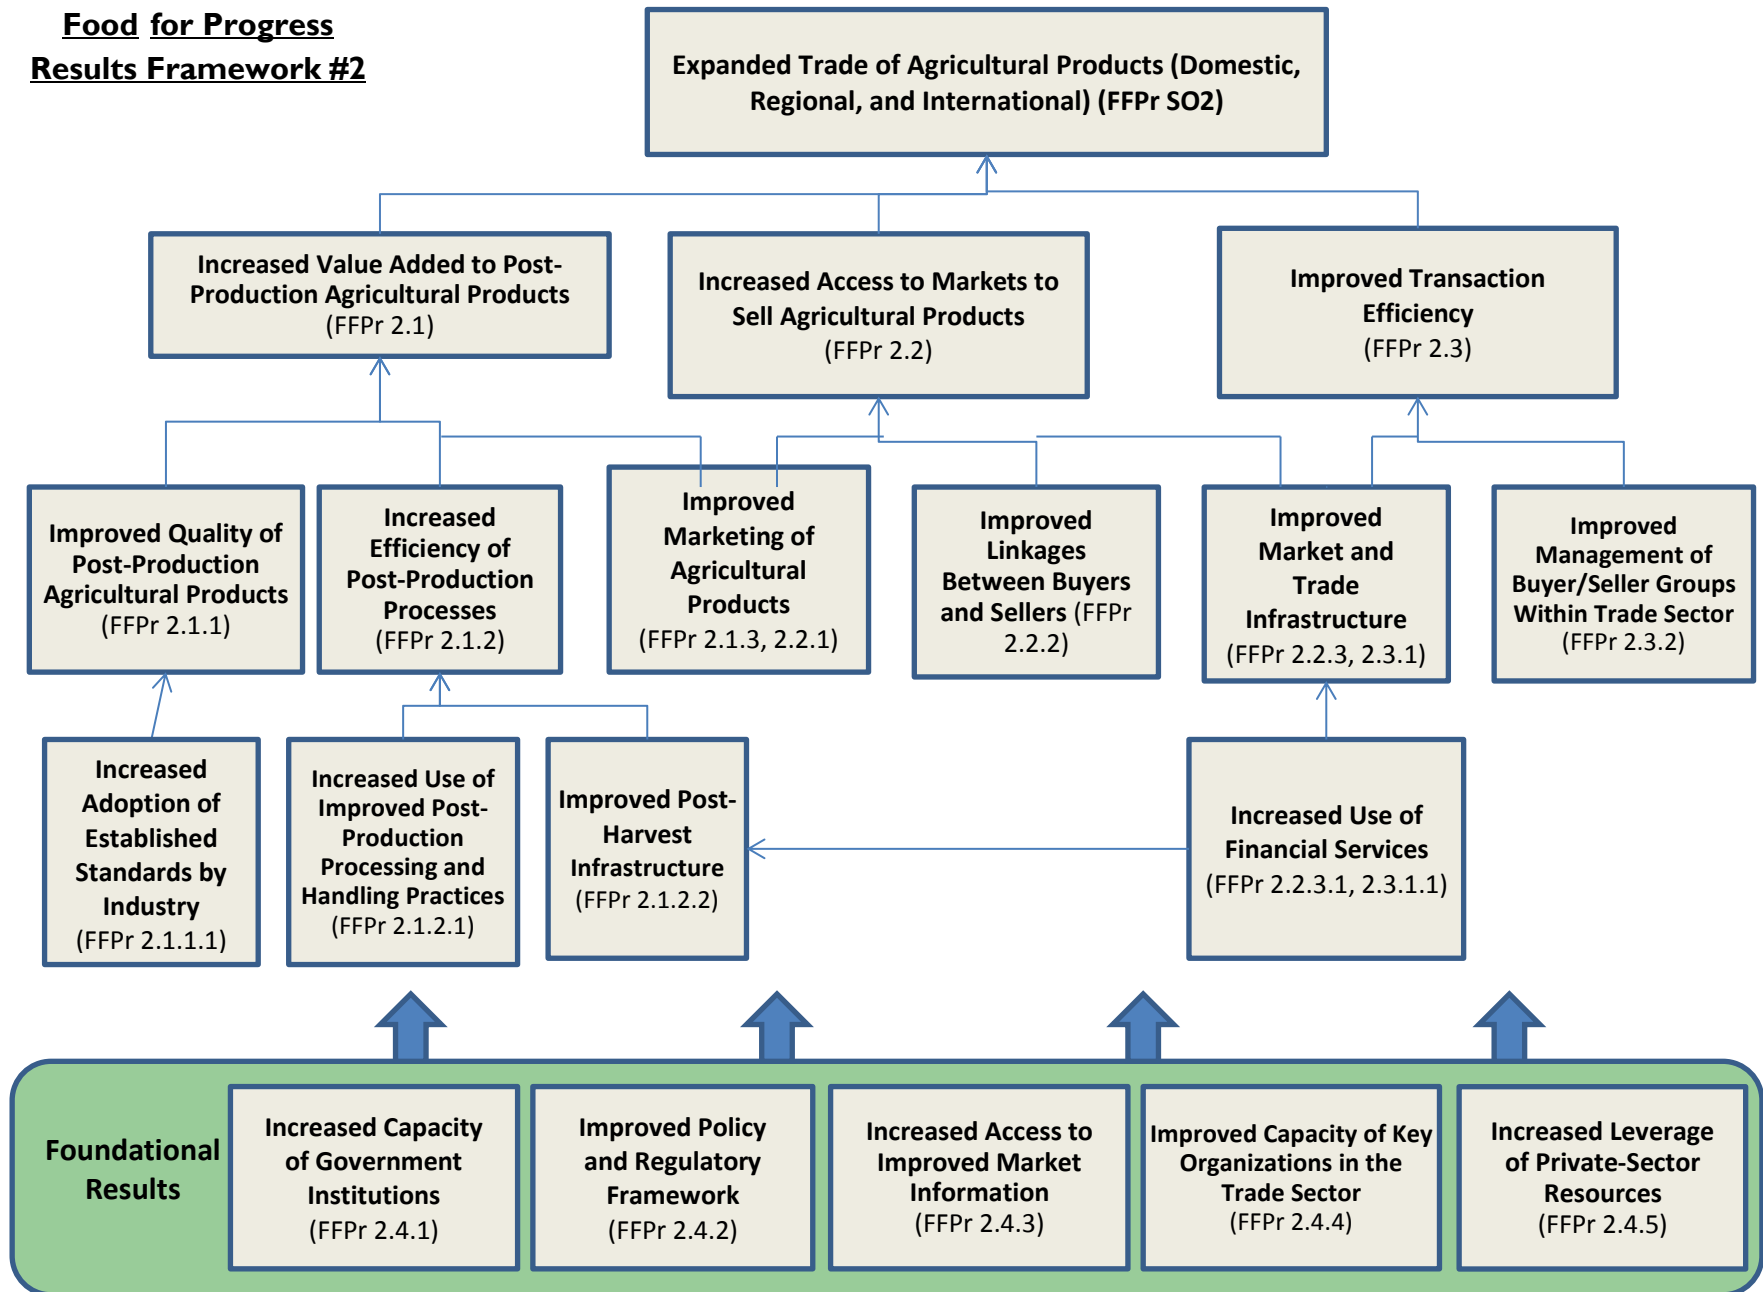 Food for Progress
Results Framework #2
Expanded Trade of Agricultural Products (Domestic,
Regional, and International) (FFPr SO2)
Increased Value Added to Post-
Production Agricultural Products
(FFPr 2.1)
Increased Access to Markets to
Sell Agricultural Products
(FFPr 2.2)
Improved Transaction
Efficiency
(FFPr 2.3)
Improved Quality of
Post-Production
Agricultural Products
(FFPr 2.1.1)
Increased
Efficiency of
Post-Production
Processes
(FFPr 2.1.2)
Improved
Marketing of
Agricultural
Products
(FFPr 2.1.3, 2.2.1)
Improved
Linkages
Between Buyers
and Sellers (FFPr
2.2.2)
Improved
Market and
Trade
Infrastructure
(FFPr 2.2.3, 2.3.1)
Improved
Management of
Buyer/Seller Groups
Within Trade Sector
(FFPr 2.3.2)
Increased
Adoption of
Established
Standards by
Industry
(FFPr 2.1.1.1)
Increased Use of
Improved Post-
Production
Processing and
Handling Practices
(FFPr 2.1.2.1)
Improved Post-
Harvest
Infrastructure
(FFPr 2.1.2.2)
Increased Use of
Financial Services
(FFPr 2.2.3.1, 2.3.1.1)
Foundational
Results
Increased Capacity
of Government
Institutions
(FFPr 2.4.1)
Improved Policy
and Regulatory
Framework
(FFPr 2.4.2)
Increased Access to
Improved Market
Information
(FFPr 2.4.3)
Improved Capacity of Key
Organizations in the
Trade Sector
(FFPr 2.4.4)
Increased Leverage
of Private-Sector
Resources
(FFPr 2.4.5)